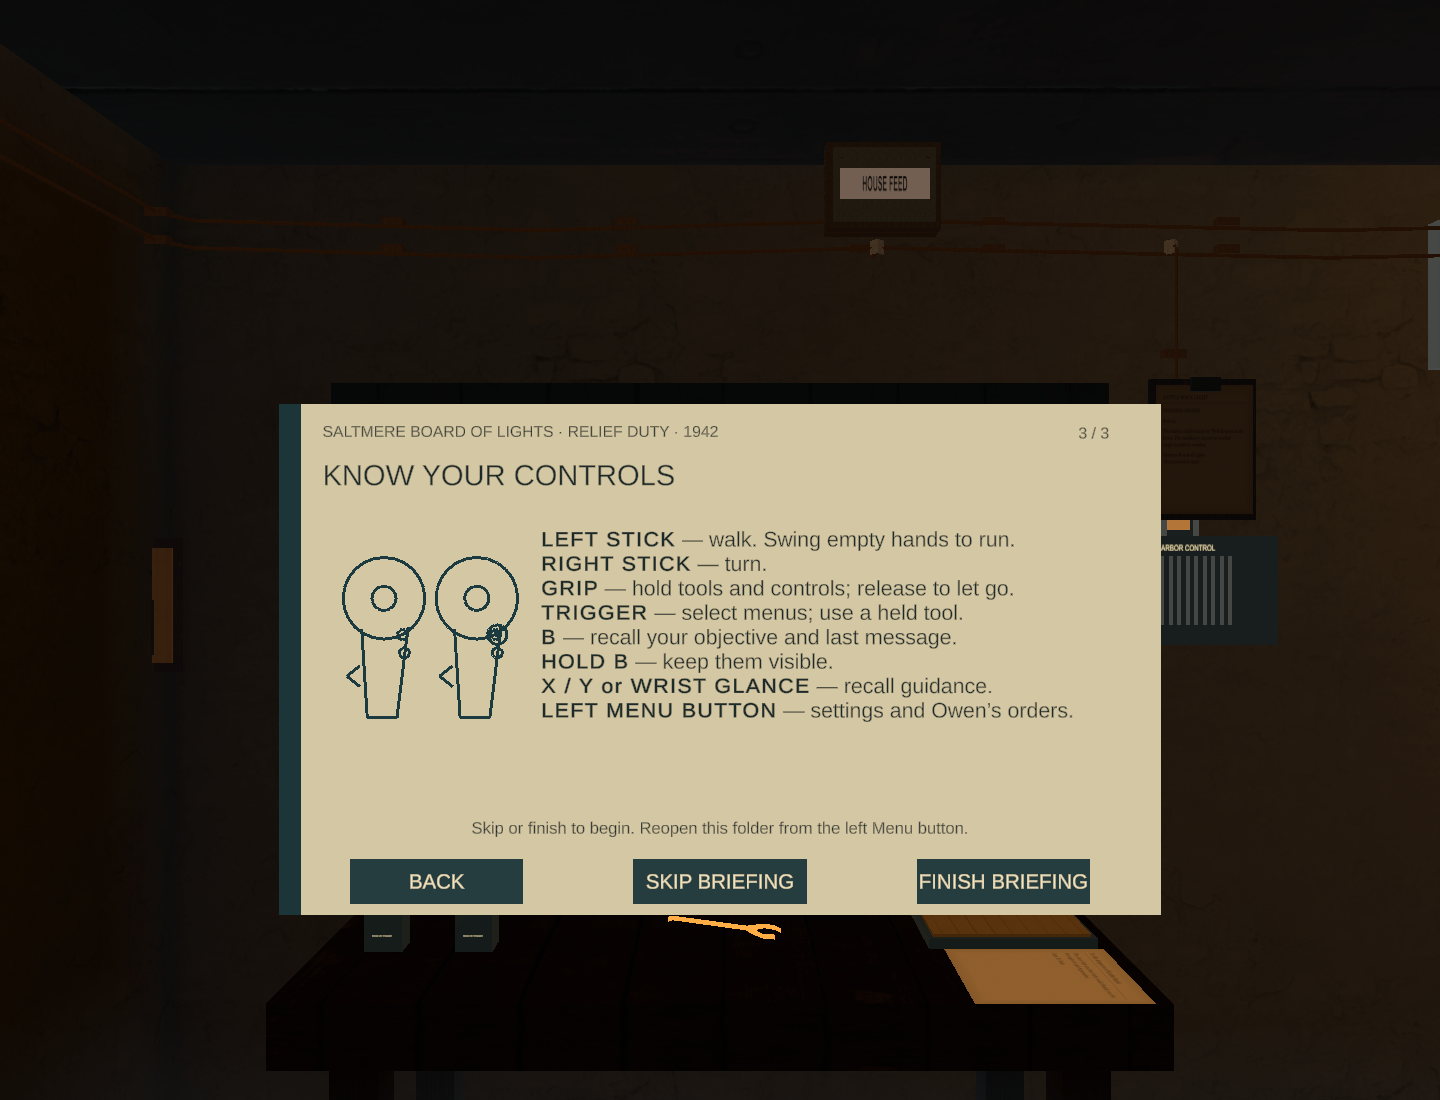 HOUSE FEED
SALTMERE BOARD OF LIGHTS · RELIEF DUTY · 1942
3 / 3
KNOW YOUR CONTROLS
LEFT STICK — walk. Swing empty hands to run.
RIGHT STICK — turn.
GRIP — hold tools and controls; release to let go.
TRIGGER — select menus; use a held tool.
B — recall your objective and last message.
HOLD B — keep them visible.
X / Y or WRIST GLANCE — recall guidance.
LEFT MENU BUTTON — settings and Owen’s orders.
ARBOR CONTROL
Skip or finish to begin. Reopen this folder from the left Menu button.
BACK
SKIP BRIEFING
FINISH BRIEFING